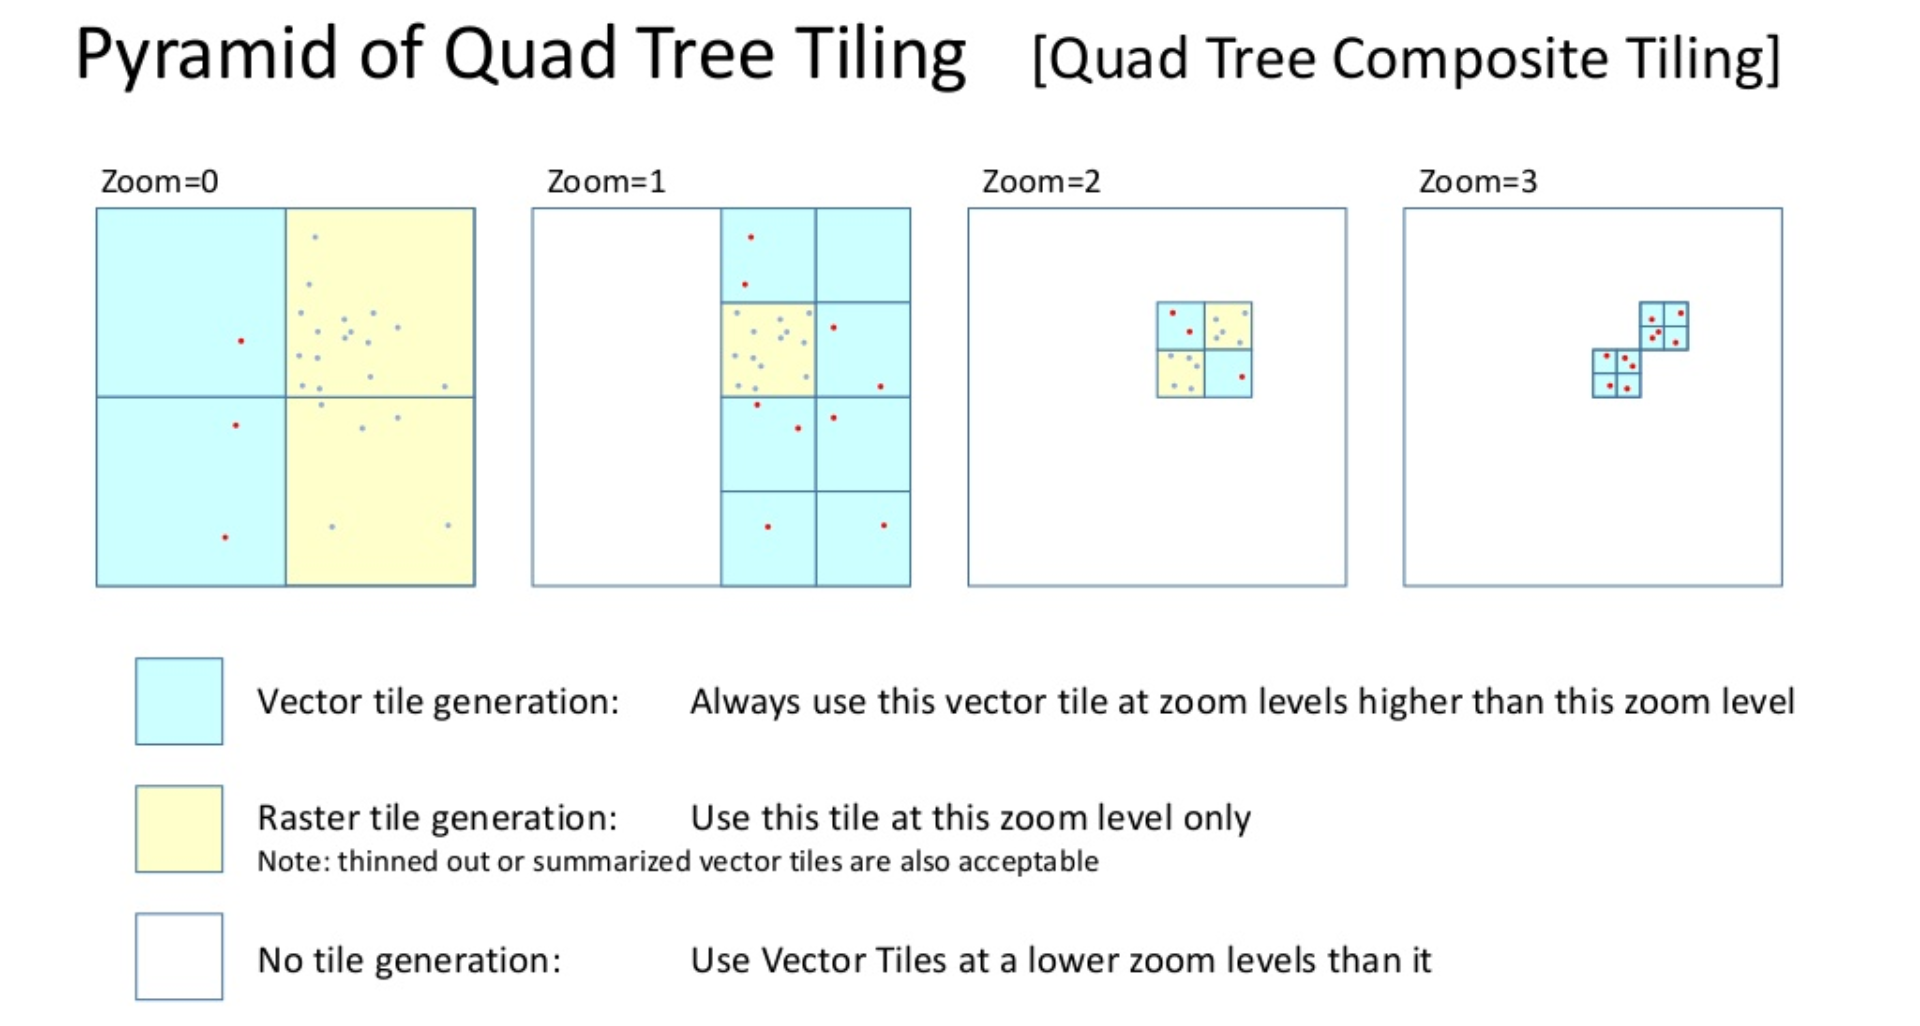 Pyramid of Quad Tree Tiling [Quad Tree Composite Tiling]
Zoom=0 Zoom=1 Zoom=2 Zoom=3
Vector tile generation: Always use this vector tile at zoom levels higher than this zoom level
Raster tile generation: Use this tile at this zoom level only
Note: thinned out or summarized vector tiles are also acceptable
No tile generation: Use Vector Tiles at a lower zoom levels than it